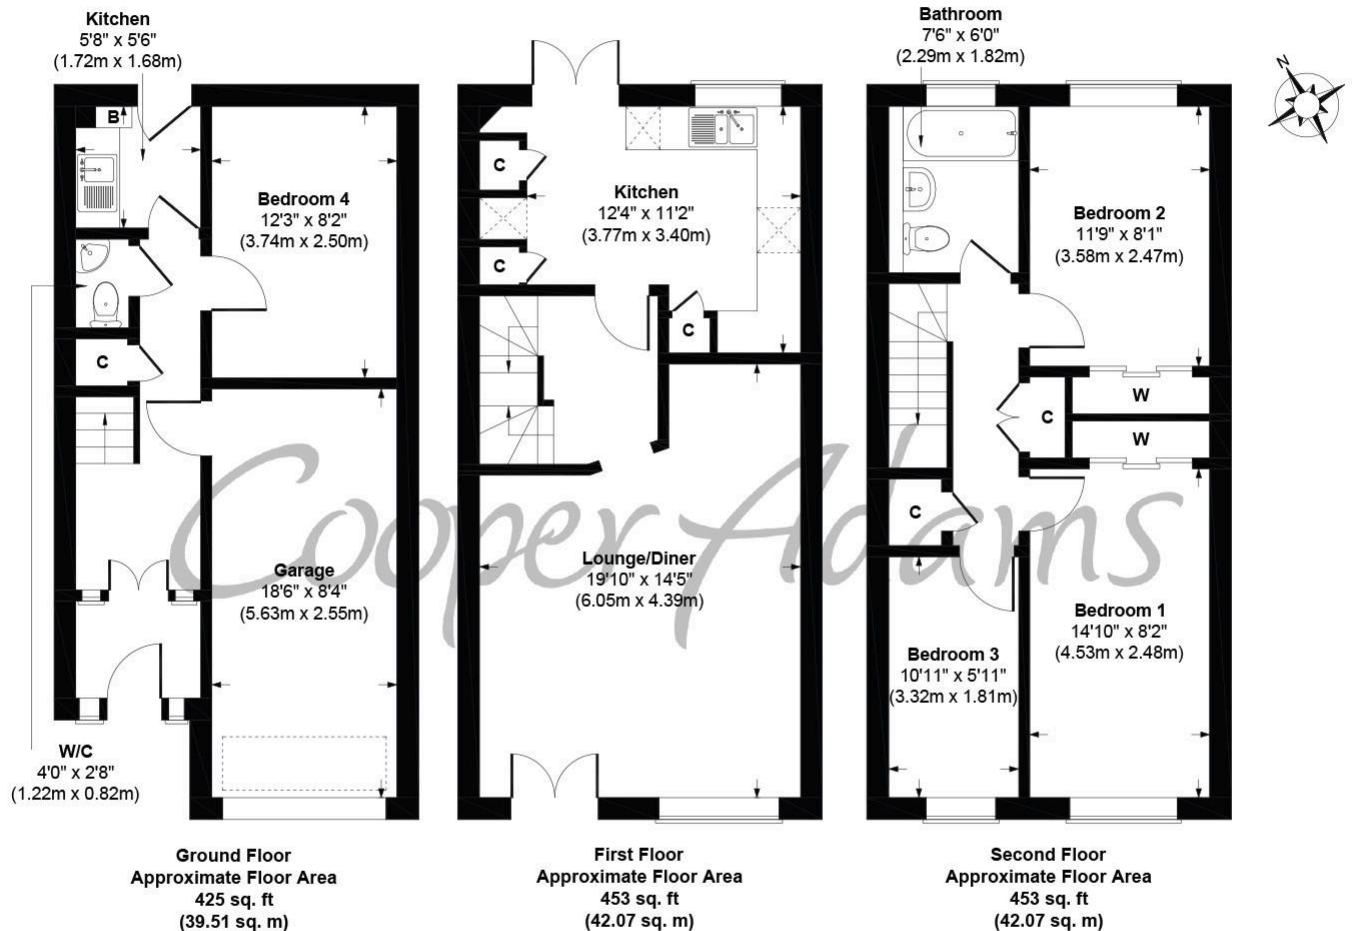 Kitchen
5'8" x 5'6"
(1.72m x 1.68m)
B
Bedroom 4
12'3" x 8'2"
(3.74m x 2.50m)
C
Garage
18'6" x 8'4"
(5.63m x 2.55m)
W/C
4'0" x 2'8"
(1.22m x 0.82m)
Ground Floor
Approximate Floor Area
425 sq. ft
(39.51 sq. m)
C
Kitchen
12'4" x 11'2"
(3.77m x 3.40m)
C
C
Lounge/Diner
19'10" x 14'5"
(6.05m x 4.39m)
First Floor
Approximate Floor Area
453 sq. ft
(42.07 sq. m)
Bathroom
7'6" x 6'0"
(2.29m x 1.82m)
Bedroom 2
11'9" x 8'1"
(3.58m x 2.47m)
W
C
W
C
Bedroom 1
14'10" x 8'2"
(4.53m x 2.48m)
Bedroom 3
10'11" x 5'11"
(3.32m x 1.81m)
Second Floor
Approximate Floor Area
453 sq. ft
(42.07 sq. m)
N
Cooper Adams